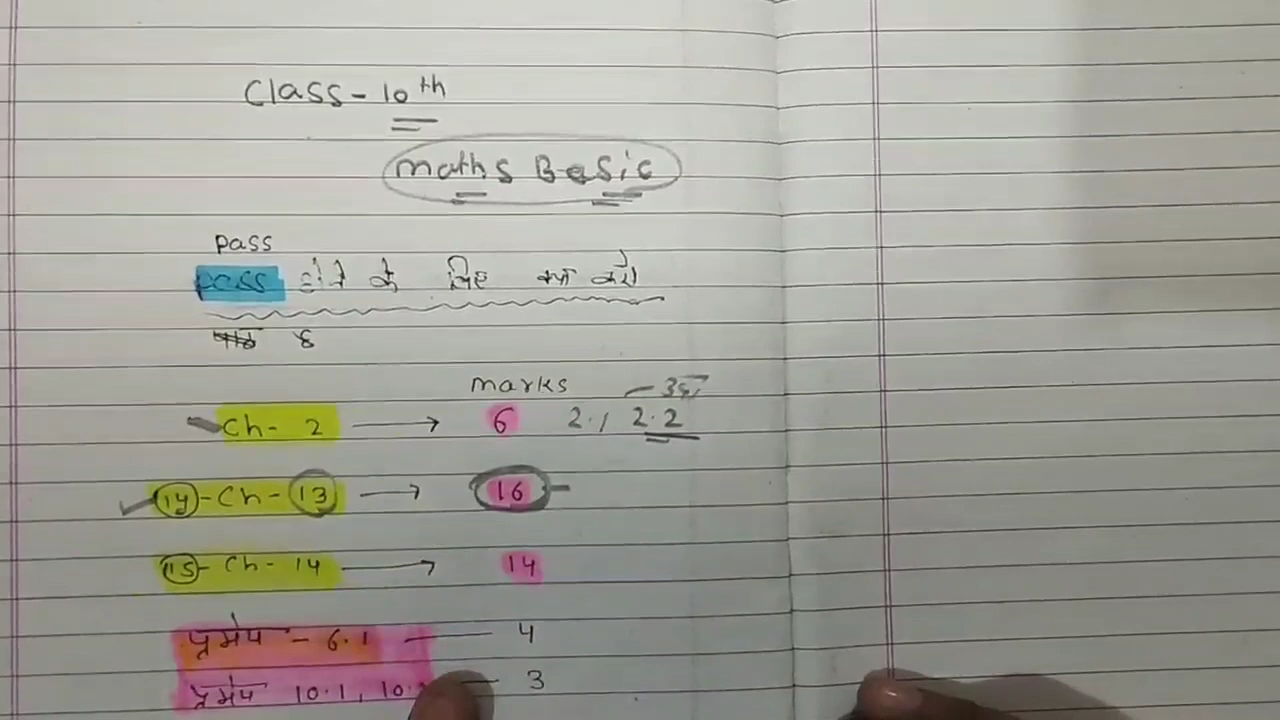 Class - 10th
maths Basic
pass
pass होने के लिए क्या करें
ह
marks
Ch - 2 → 6 2.1, 2.2
14 - Ch - 13 → 16
15 - Ch - 14 → 14
प्रमेय - 6.1 — 4
प्रमेय 10.1, 10. — 3